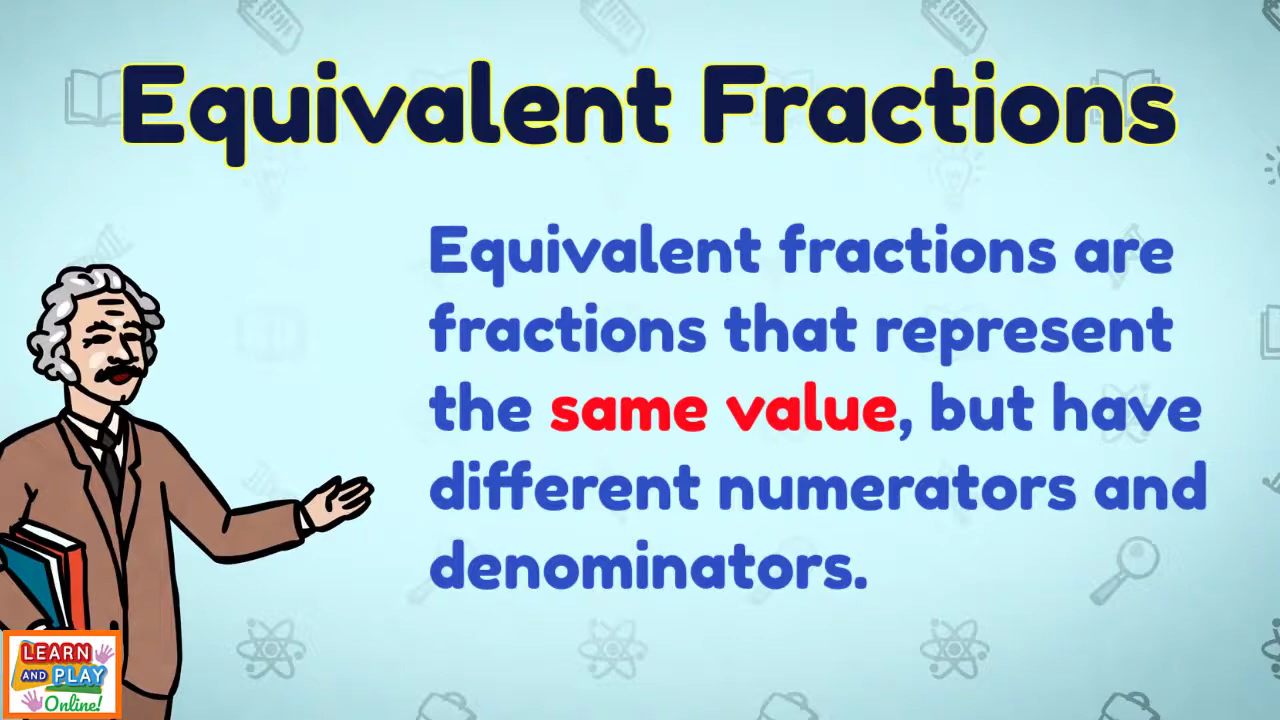 Equivalent Fractions
Equivalent fractions are
fractions that represent
the same value, but have
different numerators and
denominators.
LEARN
AND PLAY
Online!